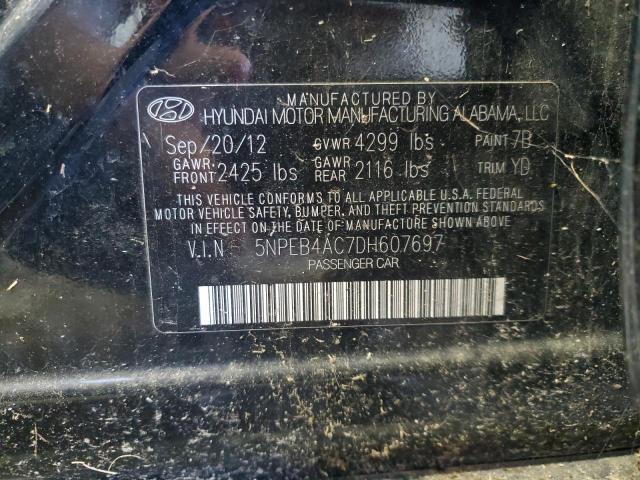 MANUFACTURED BY
HYUNDAI MOTOR MANUFACTURING ALABAMA, LLC
Sep/20/12 GVWR 4299 lbs PAINT 7B
GAWR: FRONT 2425 lbs GAWR REAR 2116 lbs TRIM YD
THIS VEHICLE CONFORMS TO ALL APPLICABLE U.S.A. FEDERAL
MOTOR VEHICLE SAFETY, BUMPER, AND THEFT PREVENTION
STANDARDS IN EFFECT ON THE DATE OF MANUFACTURE SHOWN ABOVE.
V.I.N 5NPEB4AC7DH607697
PASSENGER CAR